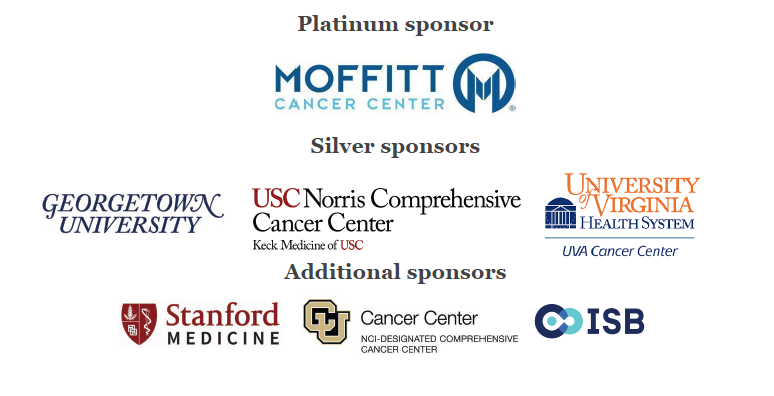 Platinum sponsor
MOFFITT
CANCER CENTER
®
Silver sponsors
GEORGETOWN
UNIVERSITY
USC Norris Comprehensive
Cancer Center
Keck Medicine of USC
UNIVERSITY
of VIRGINIA
HEALTH SYSTEM
UVA Cancer Center
Additional sponsors
Stanford
MEDICINE
CU
Cancer Center
NCI-DESIGNATED COMPREHENSIVE
CANCER CENTER
ISB